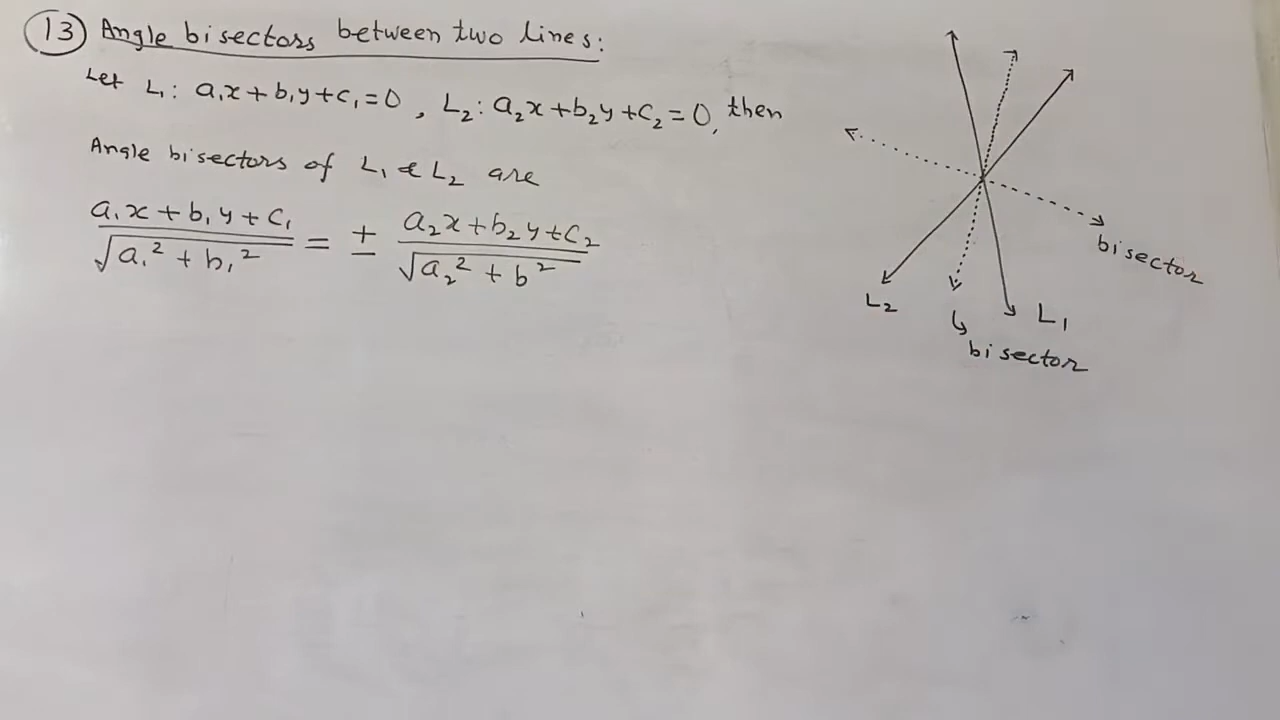 13 Angle bisectors between two lines:
Let L₁: a₁x+b₁y+c₁=0, L₂: a₂x+b₂y+c₂=0, then
Angle bisectors of L₁ & L₂ are
(a₁x+b₁y+c₁)/√(a₁²+b₁²) = ± (a₂x+b₂y+c₂)/√(a₂²+b²)
bisector
L₂
L₁
↳ bisector